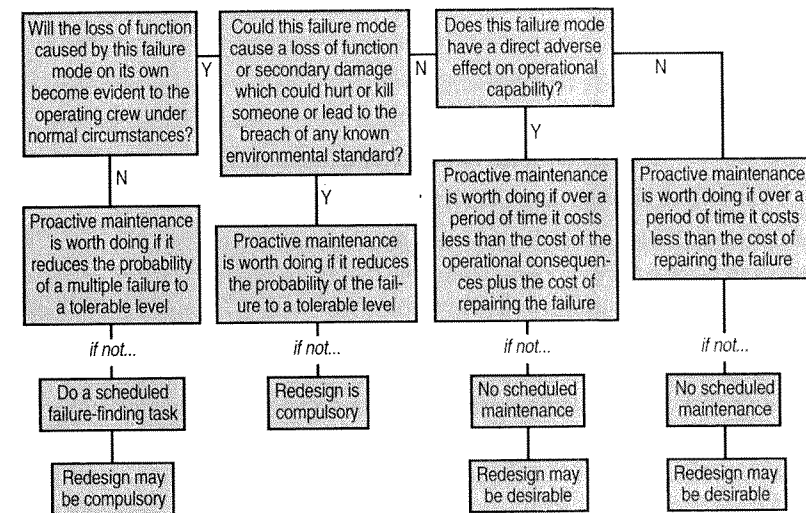 Will the loss of function
caused by this failure
mode on its own
become evident to the
operating crew under
normal circumstances?
Y
Could this failure mode
cause a loss of function
or secondary damage
which could hurt or kill
someone or lead to the
breach of any known
environmental standard?
N
Does this failure mode
have a direct adverse
effect on operational
capability?
N
N
Y
Y
Proactive maintenance
is worth doing if it
reduces the probability
of a multiple failure to
a tolerable level
Proactive maintenance
is worth doing if it reduces
the probability of the fail-
ure to a tolerable level
Proactive maintenance
is worth doing if over a
period of time it costs
less than the cost of the
operational consequen-
ces plus the cost of
repairing the failure
Proactive maintenance
is worth doing if over a
period of time it costs
less than the cost of
repairing the failure
if not...
if not...
if not...
if not...
Do a scheduled
failure-finding task
Redesign is
compulsory
No scheduled
maintenance
No scheduled
maintenance
Redesign may
be compulsory
Redesign may
be desirable
Redesign may
be desirable